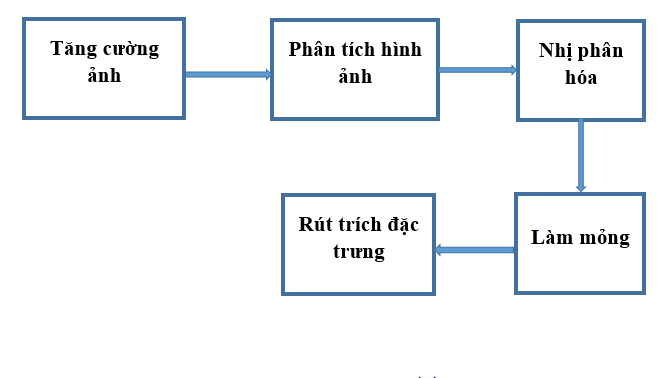 Tăng cường
ảnh
Phân tích hình
ảnh
Nhị phân
hóa
Làm mỏng
Rút trích đặc
trưng